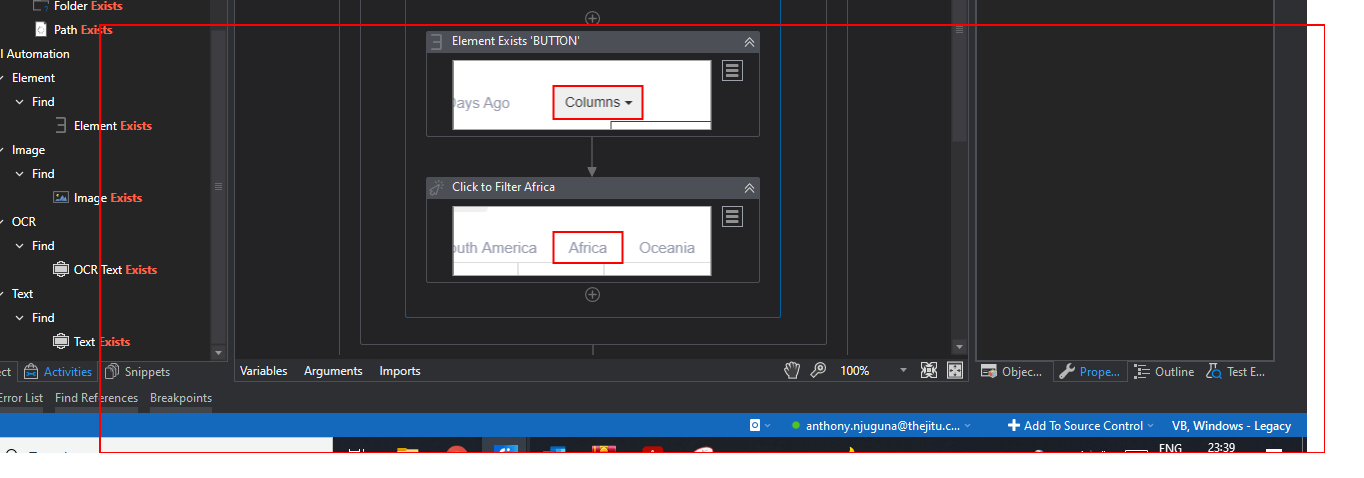 Folder Exists
Path Exists
I Automation
Element
Find
Element Exists
Image
Find
Image Exists
OCR
Find
OCR Text Exists
Text
Find
Text Exists
Element Exists 'BUTTON'
Days Ago
Columns
Click to Filter Africa
outh America Africa Oceania
ect Activities Snippets
Variables Arguments Imports
100%
Objec... Prope... Outline Test E...
Error List Find References Breakpoints
anthony.njuguna@thejitu.c... Add To Source Control VB, Windows - Legacy
ENG 23:39